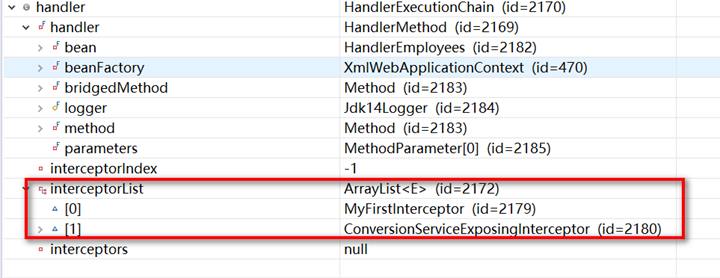 handler HandlerExecutionChain (id=2170)
handler HandlerMethod (id=2169)
bean HandlerEmployees (id=2182)
beanFactory XmlWebApplicationContext (id=470)
bridgedMethod Method (id=2183)
logger Jdk14Logger (id=2184)
method Method (id=2183)
parameters MethodParameter[0] (id=2185)
interceptorIndex -1
interceptorList ArrayList<E> (id=2172)
[0] MyFirstInterceptor (id=2179)
[1] ConversionServiceExposingInterceptor (id=2180)
interceptors null